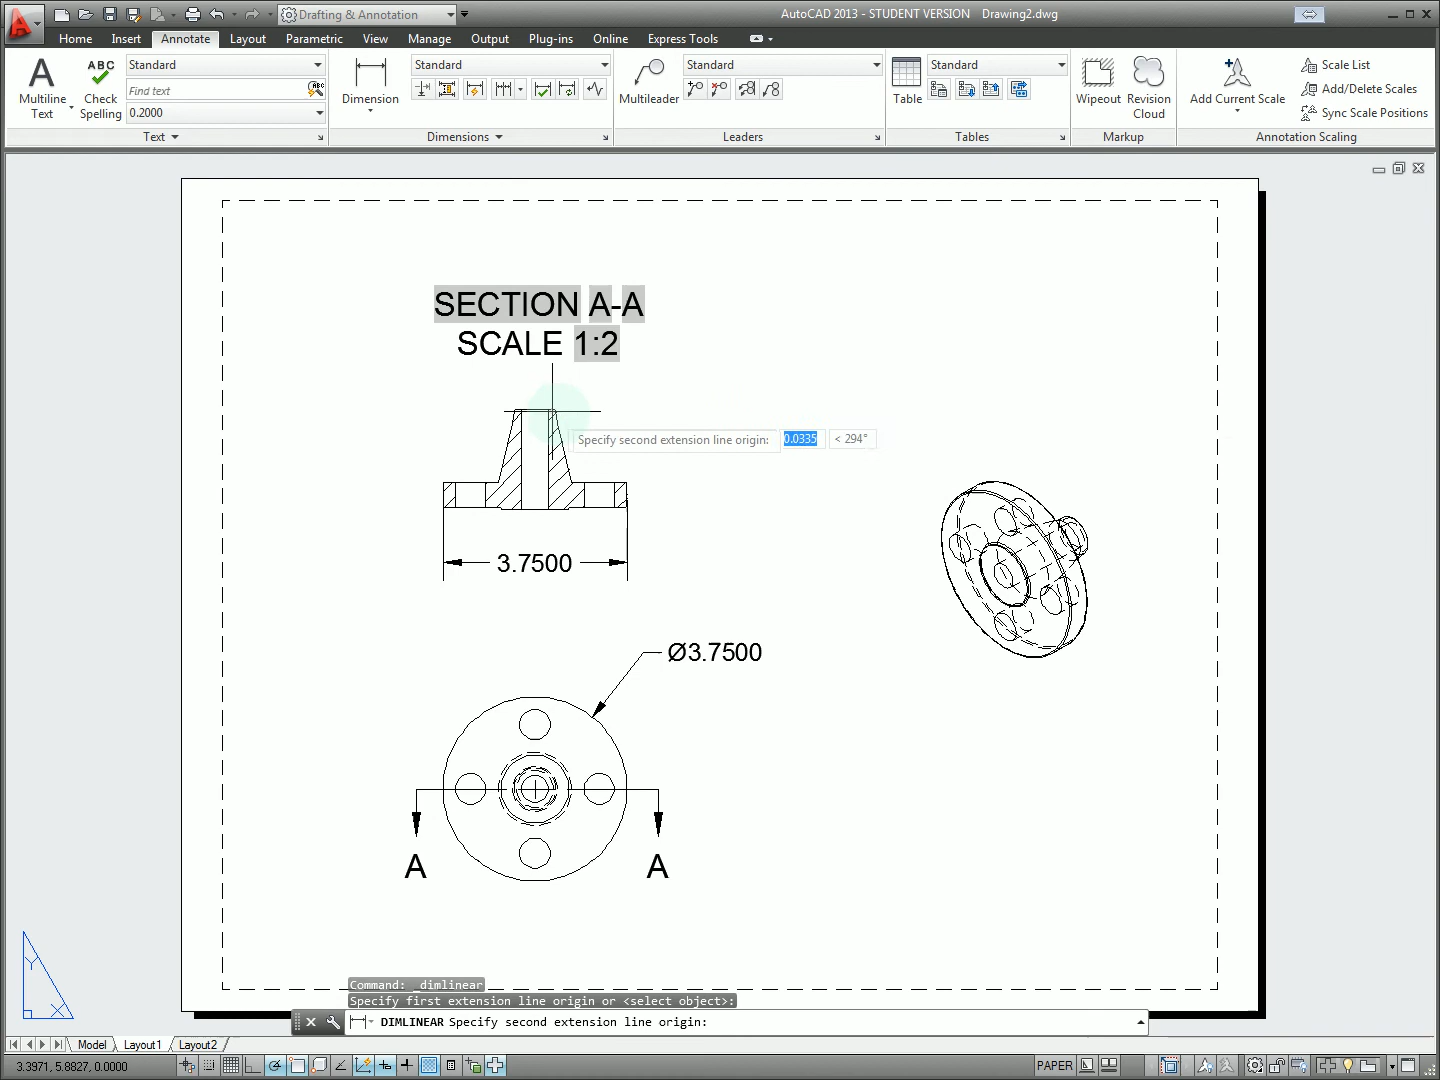 Drafting & Annotation
AutoCAD 2013 - STUDENT VERSION Drawing2.dwg
Home Insert Annotate Layout Parametric View Manage Output Plug-ins Online Express Tools
Multiline Text
ABC
Check Spelling
Standard
Find text
0.2000
Text
Dimension
Standard
Dimensions
Multileader
Standard
Leaders
Table
Standard
Tables
Wipeout
Revision Cloud
Markup
Add Current Scale
Scale List
Add/Delete Scales
Sync Scale Positions
Annotation Scaling
SECTION A-A
SCALE 1:2
Specify second extension line origin: 0.0335 < 294°
3.7500
Ø3.7500
A A
Y
X
Command: _dimlinear
Specify first extension line origin or <select object>:
DIMLINEAR Specify second extension line origin:
Model Layout1 Layout2
3.3971, 5.8827, 0.0000
PAPER